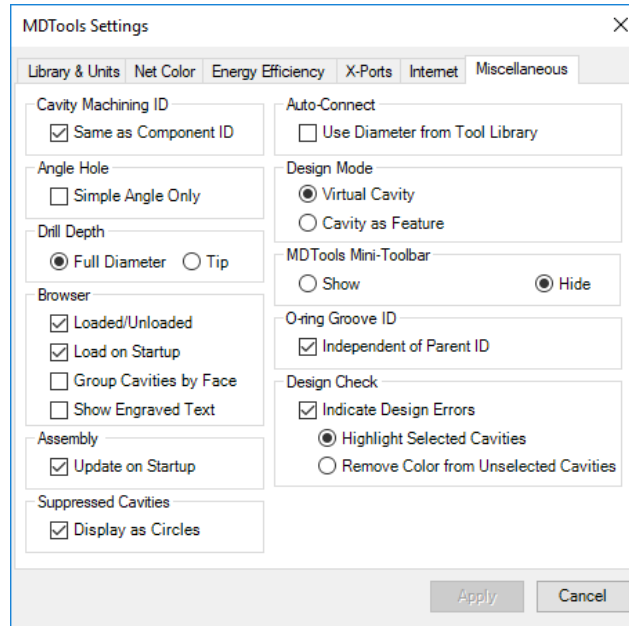 MDTools Settings
Library & Units Net Color Energy Efficiency X-Ports Internet Miscellaneous
Cavity Machining ID
Same as Component ID
Angle Hole
Simple Angle Only
Drill Depth
Full Diameter Tip
Browser
Loaded/Unloaded
Load on Startup
Group Cavities by Face
Show Engraved Text
Assembly
Update on Startup
Suppressed Cavities
Display as Circles
Auto-Connect
Use Diameter from Tool Library
Design Mode
Virtual Cavity
Cavity as Feature
MDTools Mini-Toolbar
Show Hide
O-ring Groove ID
Independent of Parent ID
Design Check
Indicate Design Errors
Highlight Selected Cavities
Remove Color from Unselected Cavities
Apply Cancel